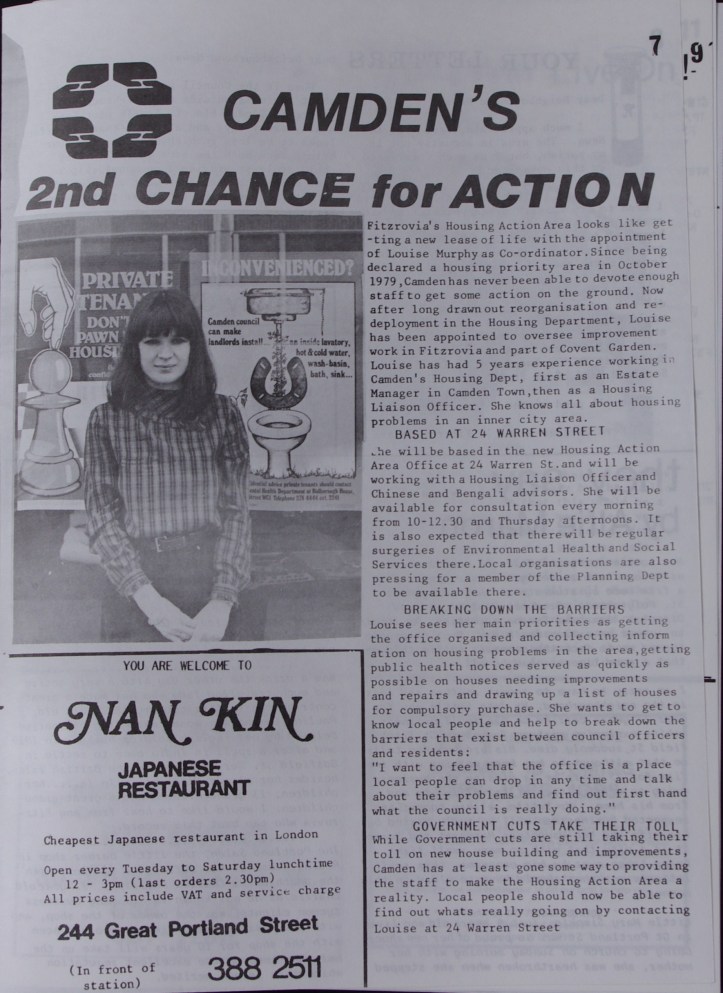 7
9
CAMDEN'S
2nd CHANCE for ACTION
PRIVATE
TENAN
DON'T
PAWN
HOUS
INCONVENIENCED?
Camden council
can make
landlords install...
an inside lavatory,
hot & cold water,
wash-basin,
bath, sink...
Fitzrovia's Housing Action Area looks like get
-ting a new lease of life with the appointment
of Louise Murphy as Co-ordinator. Since being
declared a housing priority area in October
1979, Camden has never been able to devote enough
staff to get some action on the ground. Now
after long drawn out reorganisation and re-
deployment in the Housing Department, Louise
has been appointed to oversee improvement
work in Fitzrovia and part of Covent Garden.
Louise has had 5 years experience working in
Camden's Housing Dept, first as an Estate
Manager in Camden Town, then as a Housing
Liaison Officer. She knows all about housing
problems in an inner city area.
BASED AT 24 WARREN STREET
he will be based in the new Housing Action
Area Office at 24 Warren St. and will be
working with a Housing Liaison Officer and
Chinese and Bengali advisors. She will be
available for consultation every morning
from 10-12.30 and Thursday afternoons. It
is also expected that there will be regular
surgeries of Environmental Health and Social
Services there. Local organisations are also
pressing for a member of the Planning Dept
to be available there.
BREAKING DOWN THE BARRIERS
Louise sees her main priorities as getting
the office organised and collecting inform
ation on housing problems in the area, getting
public health notices served as quickly as
possible on houses needing improvements
and repairs and drawing up a list of houses
for compulsory purchase. She wants to get to
know local people and help to break down the
barriers that exist between council officers
and residents:
"I want to feel that the office is a place
local people can drop in any time and talk
about their problems and find out first hand
what the council is really doing."
GOVERNMENT CUTS TAKE THEIR TOLL
While Government cuts are still taking their
toll on new house building and improvements,
Camden has at least gone some way to providing
the staff to make the Housing Action Area a
reality. Local people should now be able to
find out whats really going on by contacting
Louise at 24 Warren Street
YOU ARE WELCOME TO
NAN KIN
JAPANESE
RESTAURANT
Cheapest Japanese restaurant in London
Open every Tuesday to Saturday lunchtime
12 - 3pm (last orders 2.30pm)
All prices include VAT and service charge
244 Great Portland Street
(In front of
station)
388 2511